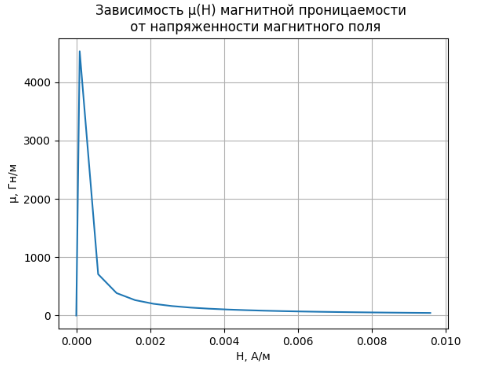 Зависимость μ(H) магнитной проницаемости
от напряженности магнитного поля
μ, Гн/м
4000
3000
2000
1000
0
0.000 0.002 0.004 0.006 0.008 0.010
H, А/м